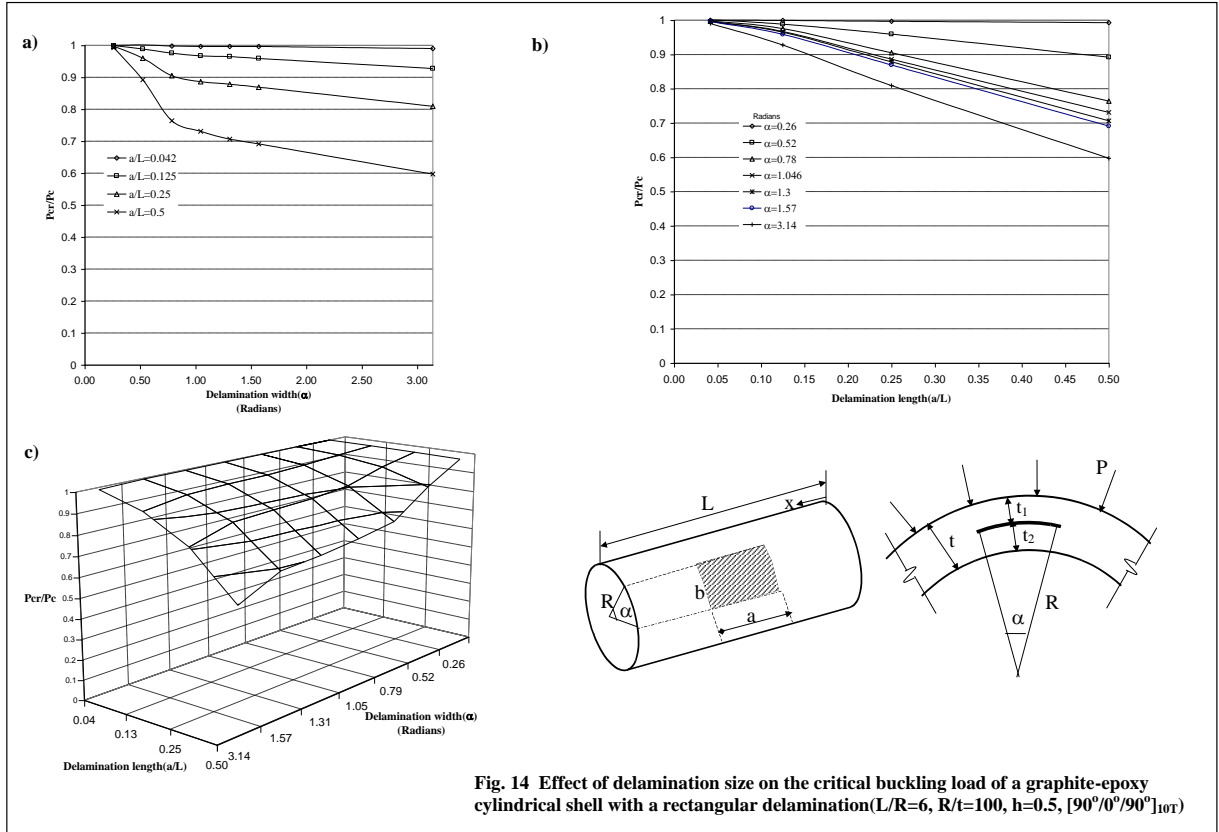 a)
1
0.9
0.8
0.7
0.6
0.5
0.4
0.3
0.2
0.1
0
Pcr/Pc
a/L=0.042
a/L=0.125
a/L=0.25
a/L=0.5
0.00 0.50 1.00 1.50 2.00 2.50 3.00
Delamination width(α)
(Radians)
b)
1
0.9
0.8
0.7
0.6
0.5
0.4
0.3
0.2
0.1
0
Pcr/Pc
Radians
α=0.26
α=0.52
α=0.78
α=1.046
α=1.3
α=1.57
α=3.14
0.00 0.05 0.10 0.15 0.20 0.25 0.30 0.35 0.40 0.45 0.50
Delamination length(a/L)
c)
1
0.9
0.8
0.7
0.6
0.5
0.4
0.3
0.2
0.1
0
Pcr/Pc
0.04
0.13
0.25
0.50
Delamination length(a/L)
3.14
1.57
1.31
1.05
0.79
0.52
0.26
Delamination width(α)
(Radians)
L
x
R
α
b
a
P
t1
t2
t
R
α
Fig. 14 Effect of delamination size on the critical buckling load of a graphite-epoxy
cylindrical shell with a rectangular delamination(L/R=6, R/t=100, h=0.5, [90°/0°/90°]10T)